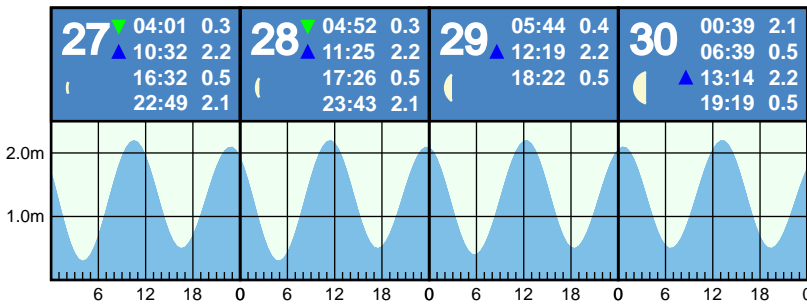 27 ▼ 04:01 0.3
▲ 10:32 2.2
16:32 0.5
22:49 2.1
28 ▼ 04:52 0.3
▲ 11:25 2.2
17:26 0.5
23:43 2.1
29 05:44 0.4
▲ 12:19 2.2
18:22 0.5
30 00:39 2.1
06:39 0.5
▲ 13:14 2.2
19:19 0.5
2.0m
1.0m
6 12 18 0 6 12 18 0 6 12 18 0 6 12 18 0